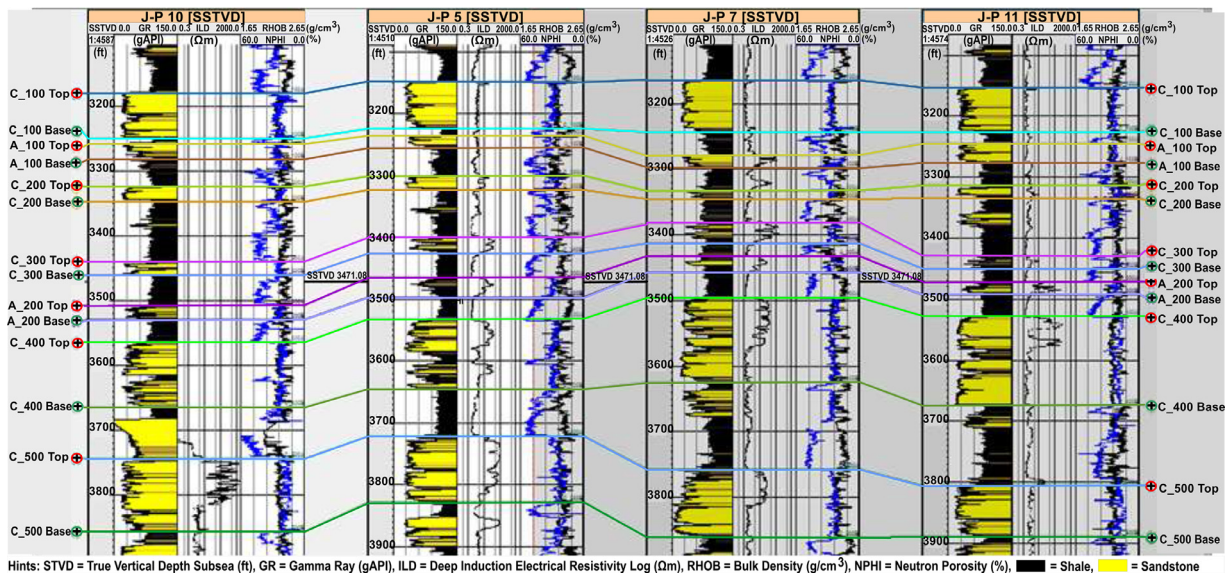 J-P 10 [SSTVD] J-P 5 [SSTVD] J-P 7 [SSTVD] J-P 11 [SSTVD]
SSTVD 0.0 GR 150.0 0.3 ILD 2000.0 1.65 RHOB 2.65 (g/cm³)
1:4587 (gAPI) (Ωm) 60.0 NPHI 0.0 (%)
(ft)
SSTVD 0.0 GR 150.0 0.3 ILD 2000.0 1.65 RHOB 2.65 (g/cm³)
1:4510 (gAPI) (Ωm) 60.0 NPHI 0.0 (%)
(ft)
SSTVD 0.0 GR 150.0 0.3 ILD 2000.0 1.65 RHOB 2.65 (g/cm³)
1:4526 (gAPI) (Ωm) 60.0 NPHI 0.0 (%)
(ft)
SSTVD 0.0 GR 150.0 0.3 ILD 2000.0 1.65 RHOB 2.65 (g/cm³)
1:4574 (gAPI) (Ωm) 60.0 NPHI 0.0 (%)
(ft)
C_100 Top
C_100 Base
A_100 Top
A_100 Base
C_200 Top
C_200 Base
C_300 Top
C_300 Base
A_200 Top
A_200 Base
C_400 Top
C_400 Base
C_500 Top
C_500 Base
3200
3300
3400
3500
3600
3700
3800
SSTVD 3471.08
3200
3300
3400
3500
3600
3700
3800
3900
SSTVD 3471.08
3200
3300
3400
3500
3600
3700
3800
SSTVD 3471.08
3200
3300
3400
3600
3700
3800
3900
C_100 Top
C_100 Base
A_100 Top
A_100 Base
C_200 Top
C_200 Base
C_300 Top
C_300 Base
A_200 Top
A_200 Base
C_400 Top
C_400 Base
C_500 Top
C_500 Base
Hints: STVD = True Vertical Depth Subsea (ft), GR = Gamma Ray (gAPI), ILD = Deep Induction Electrical Resistivity Log (Ωm), RHOB = Bulk Density (g/cm³), NPHI = Neutron Porosity (%), = Shale, = Sandstone